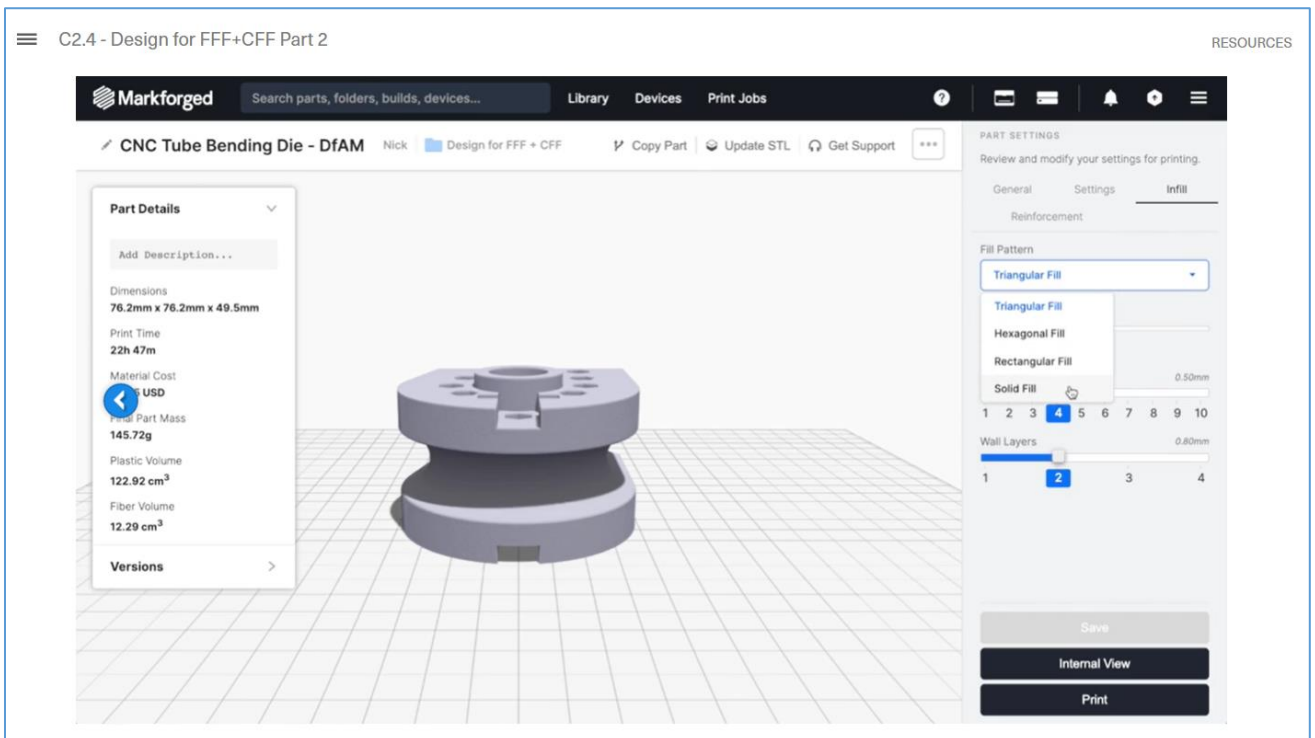 C2.4 - Design for FFF+CFF Part 2
RESOURCES
Markforged
Search parts, folders, builds, devices...
Library Devices Print Jobs
CNC Tube Bending Die - DfAM Nick Design for FFF + CFF Copy Part Update STL Get Support
Part Details
Add Description...
Dimensions
76.2mm x 76.2mm x 49.5mm
Print Time
22h 47m
Material Cost
USD
Final Part Mass
145.72g
Plastic Volume
122.92 cm³
Fiber Volume
12.29 cm³
Versions
PART SETTINGS
Review and modify your settings for printing.
General Settings Infill
Reinforcement
Fill Pattern
Triangular Fill
Triangular Fill
Hexagonal Fill
Rectangular Fill
Solid Fill
0.50mm
1 2 3 4 5 6 7 8 9 10
Wall Layers 0.80mm
1 2 3 4
Save
Internal View
Print